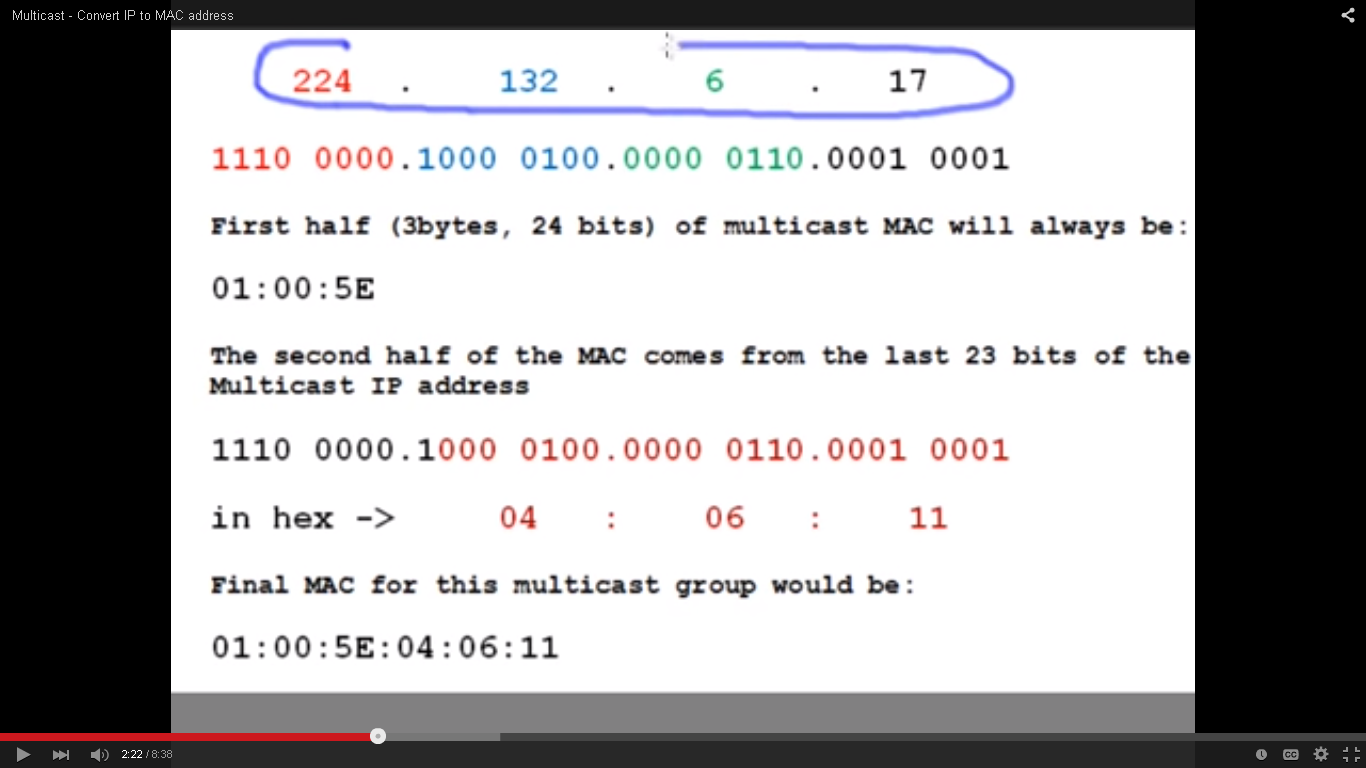 Multicast - Convert IP to MAC address
224 . 132 . 6 . 17
1110 0000.1000 0100.0000 0110.0001 0001
First half (3bytes, 24 bits) of multicast MAC will always be:
01:00:5E
The second half of the MAC comes from the last 23 bits of the
Multicast IP address
1110 0000.1000 0100.0000 0110.0001 0001
in hex -> 04 : 06 : 11
Final MAC for this multicast group would be:
01:00:5E:04:06:11
2:22 / 8:38
CC